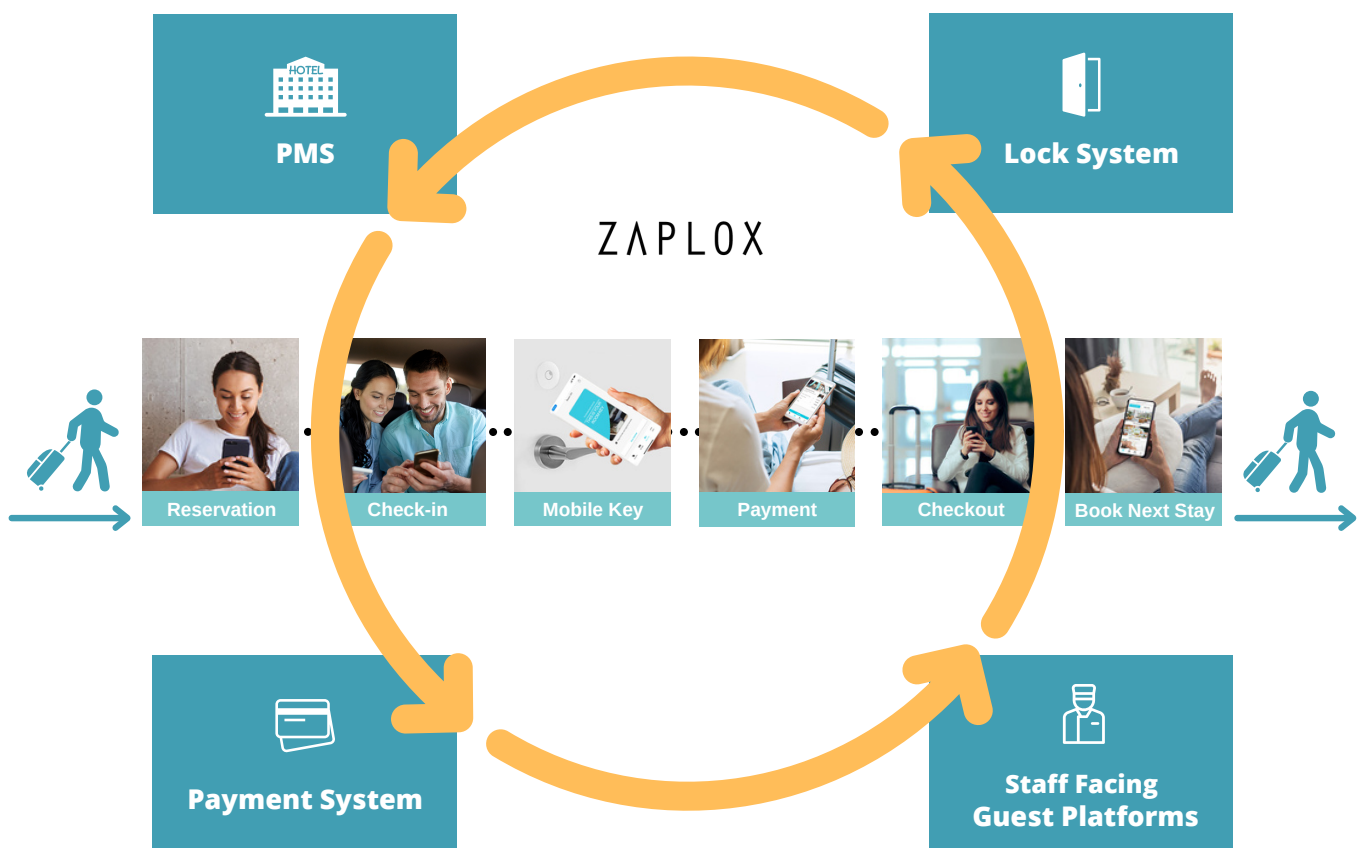 HOTEL
PMS
Lock System
ZAPLOX
Reservation
Check-in
Mobile Key
Payment
Checkout
Book Next Stay
Payment System
Staff Facing
Guest Platforms